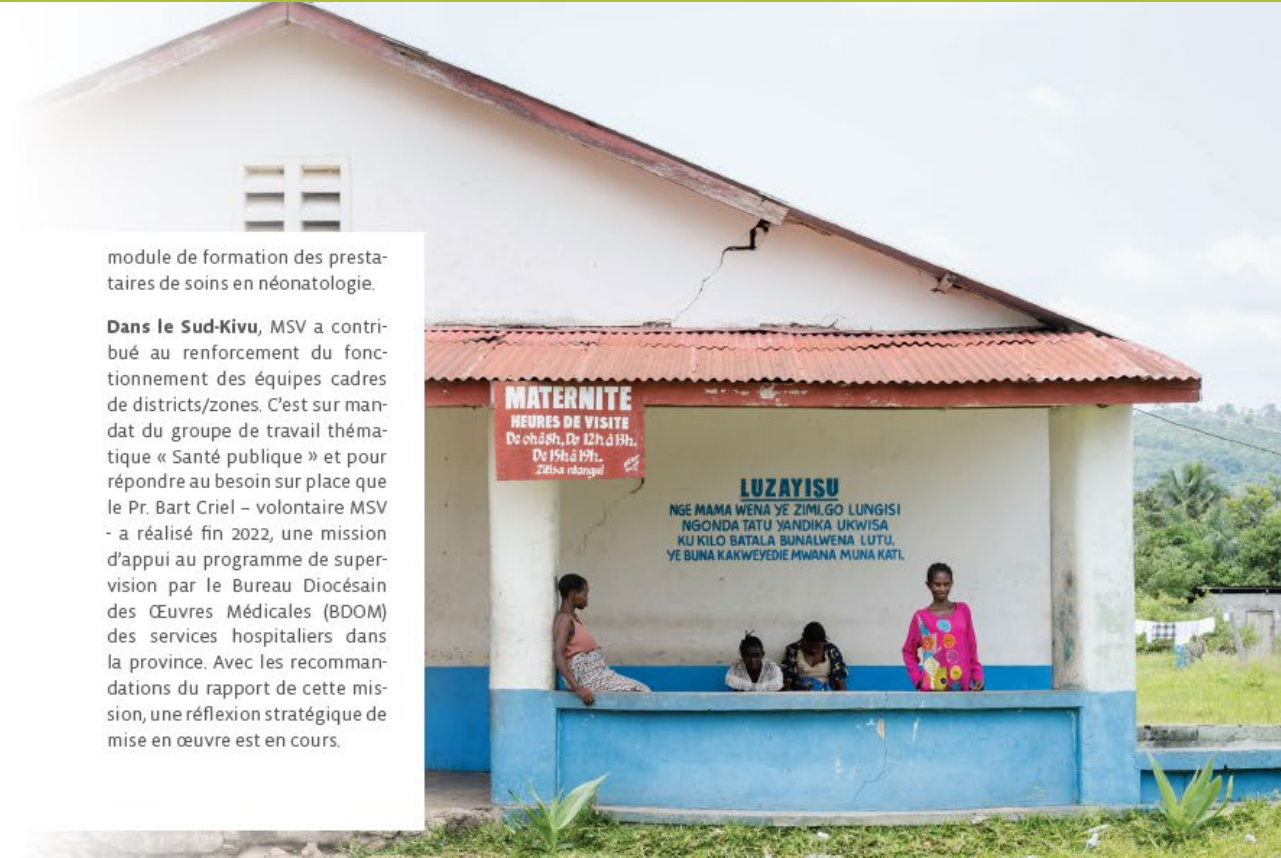 module de formation des presta-
taires de soins en néonatologie.
Dans le Sud-Kivu, MSV a contri-
bué au renforcement du fonc-
tionnement des équipes cadres
de districts/zones. C'est sur man-
dat du groupe de travail théma-
tique « Santé publique » et pour
répondre au besoin sur place que
le Pr. Bart Criel – volontaire MSV
- a réalisé fin 2022, une mission
d'appui au programme de super-
vision par le Bureau Diocésain
des Œuvres Médicales (BDOM)
des services hospitaliers dans
la province. Avec les recomman-
dations du rapport de cette mis-
sion, une réflexion stratégique de
mise en œuvre est en cours.
MATERNITE
HEURES DE VISITE
De 6h à 8h, De 12h à 13h.
De 15h à 19h.
Zitisa ntangu!
LUZAYISU
NGE MAMA WENA YE ZIMI, GO LUNGISI
NGONDA TATU YANDIKA UKWISA
KU KILO BATALA BUNALWENA LUTU,
YE BUNA KAKWEYEDIE MWANA MUNA KATI.